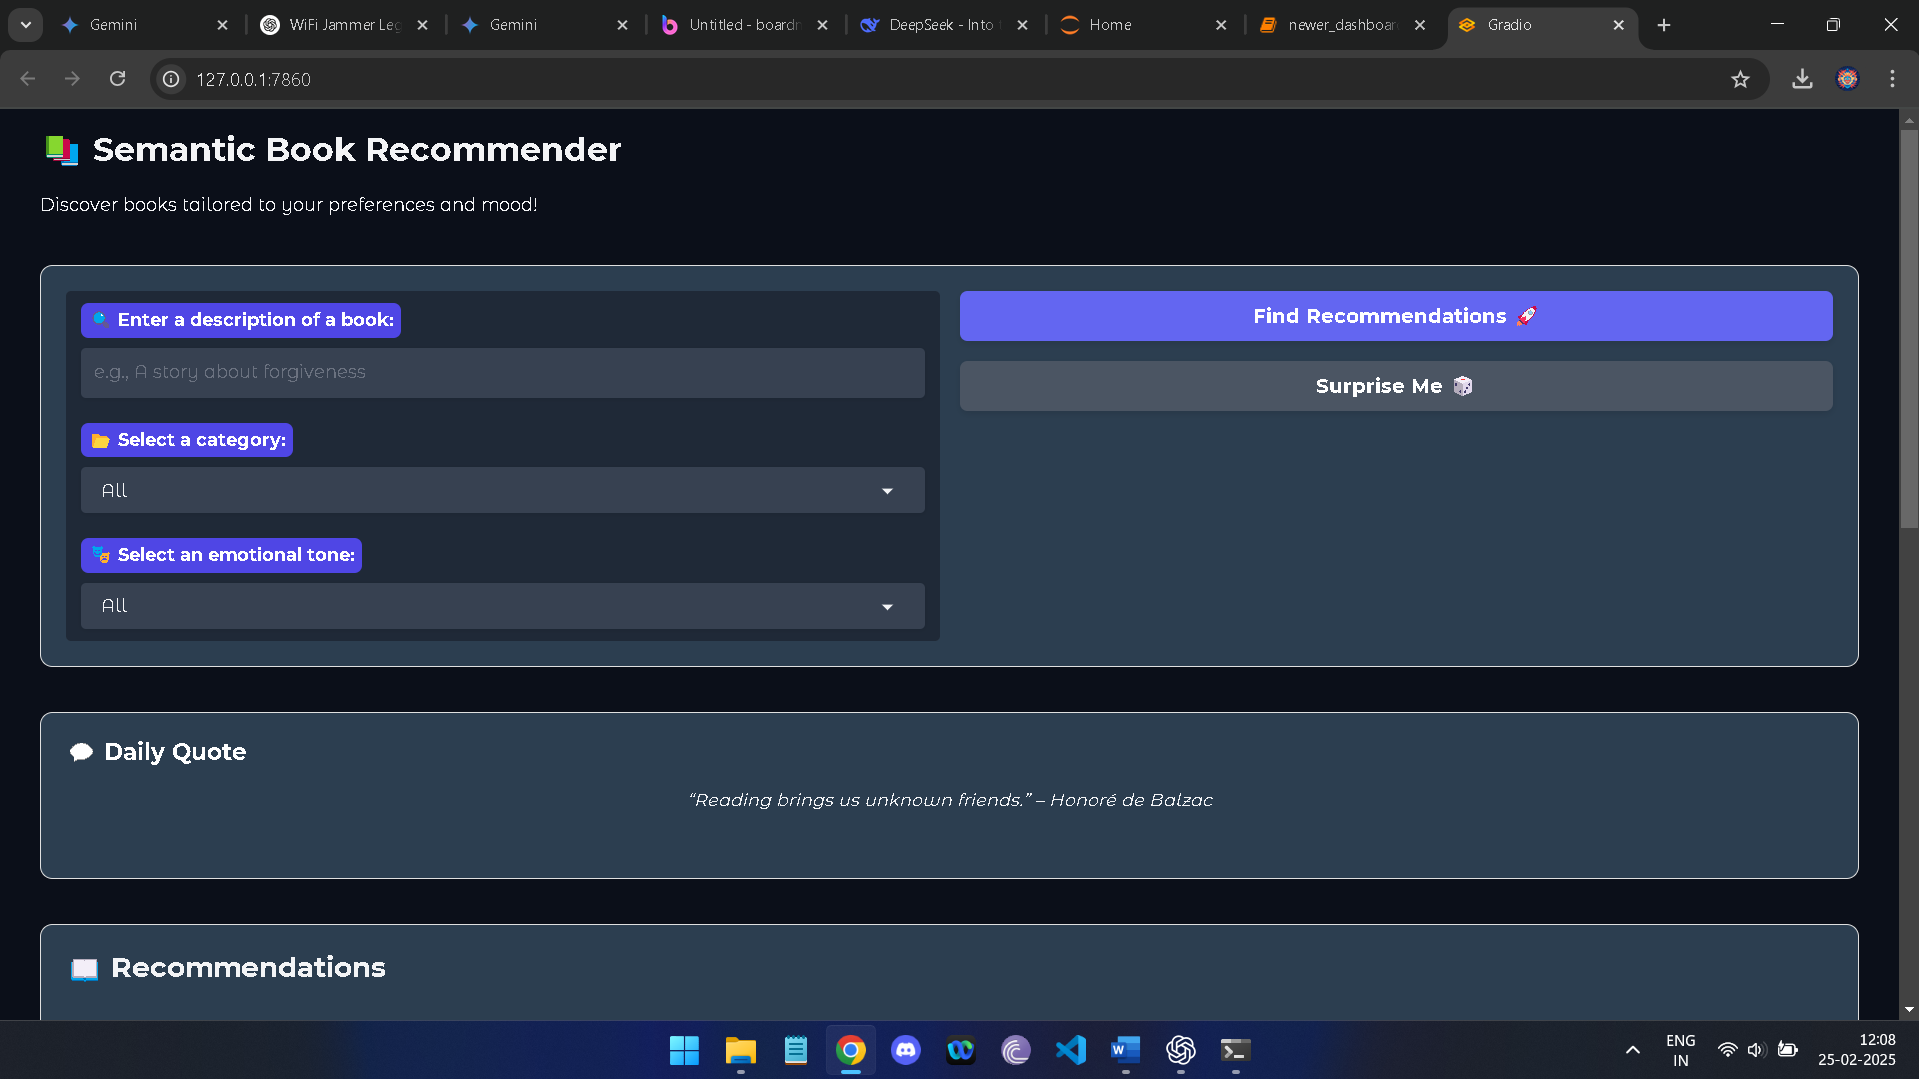 Gemini
WiFi Jammer Leg
Gemini
Untitled - boardn
DeepSeek - Into
Home
newer_dashboar
Gradio
127.0.0.1:7860
Semantic Book Recommender
Discover books tailored to your preferences and mood!
Enter a description of a book:
e.g., A story about forgiveness
Select a category:
All
Select an emotional tone:
All
Find Recommendations
Surprise Me
Daily Quote
“Reading brings us unknown friends.” – Honoré de Balzac
Recommendations
ENG
IN
12:08
25-02-2025